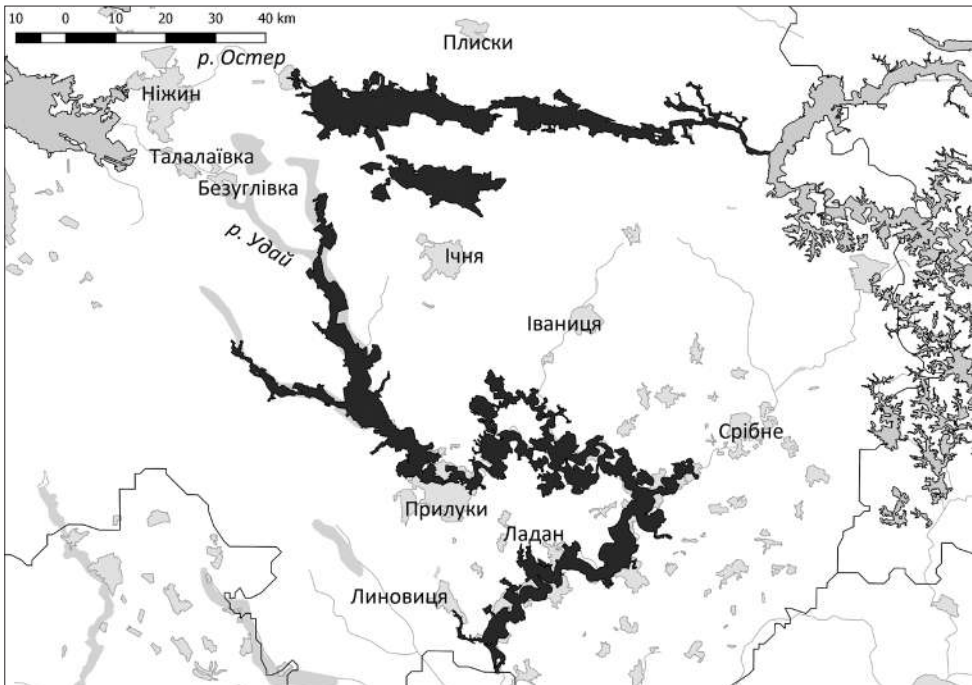 10 0 10 20 30 40 km
Плиски
р. Остер
Ніжин
Талалаївка
Безуглівка
р. Удай
Ічня
Іваниця
Срібне
Прилуки
Ладан
Линовиця